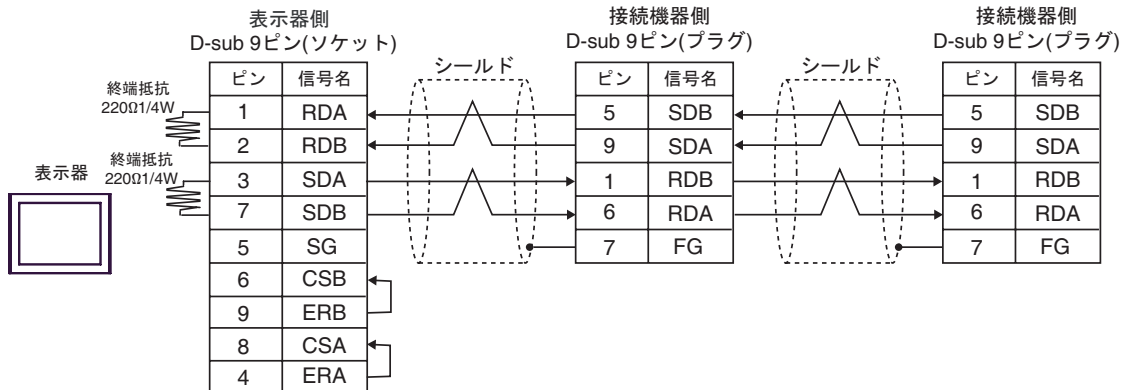 表示器側
D-sub 9ピン(ソケット)
接続機器側
D-sub 9ピン(プラグ)
接続機器側
D-sub 9ピン(プラグ)
シールド
シールド
終端抵抗
220Ω1/4W
終端抵抗
220Ω1/4W
表示器
ピン 信号名
1 RDA
2 RDB
3 SDA
7 SDB
5 SG
6 CSB
9 ERB
8 CSA
4 ERA
ピン 信号名
5 SDB
9 SDA
1 RDB
6 RDA
7 FG
ピン 信号名
5 SDB
9 SDA
1 RDB
6 RDA
7 FG